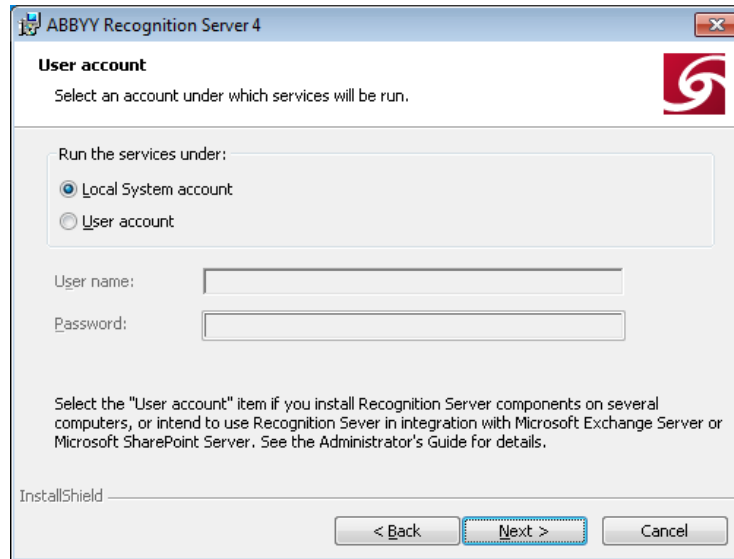 ABBYY Recognition Server 4
User account
Select an account under which services will be run.
Run the services under:
Local System account
User account
User name:
Password:
Select the "User account" item if you install Recognition Server components on several
computers, or intend to use Recognition Sever in integration with Microsoft Exchange Server or
Microsoft SharePoint Server. See the Administrator's Guide for details.
InstallShield
< Back
Next >
Cancel